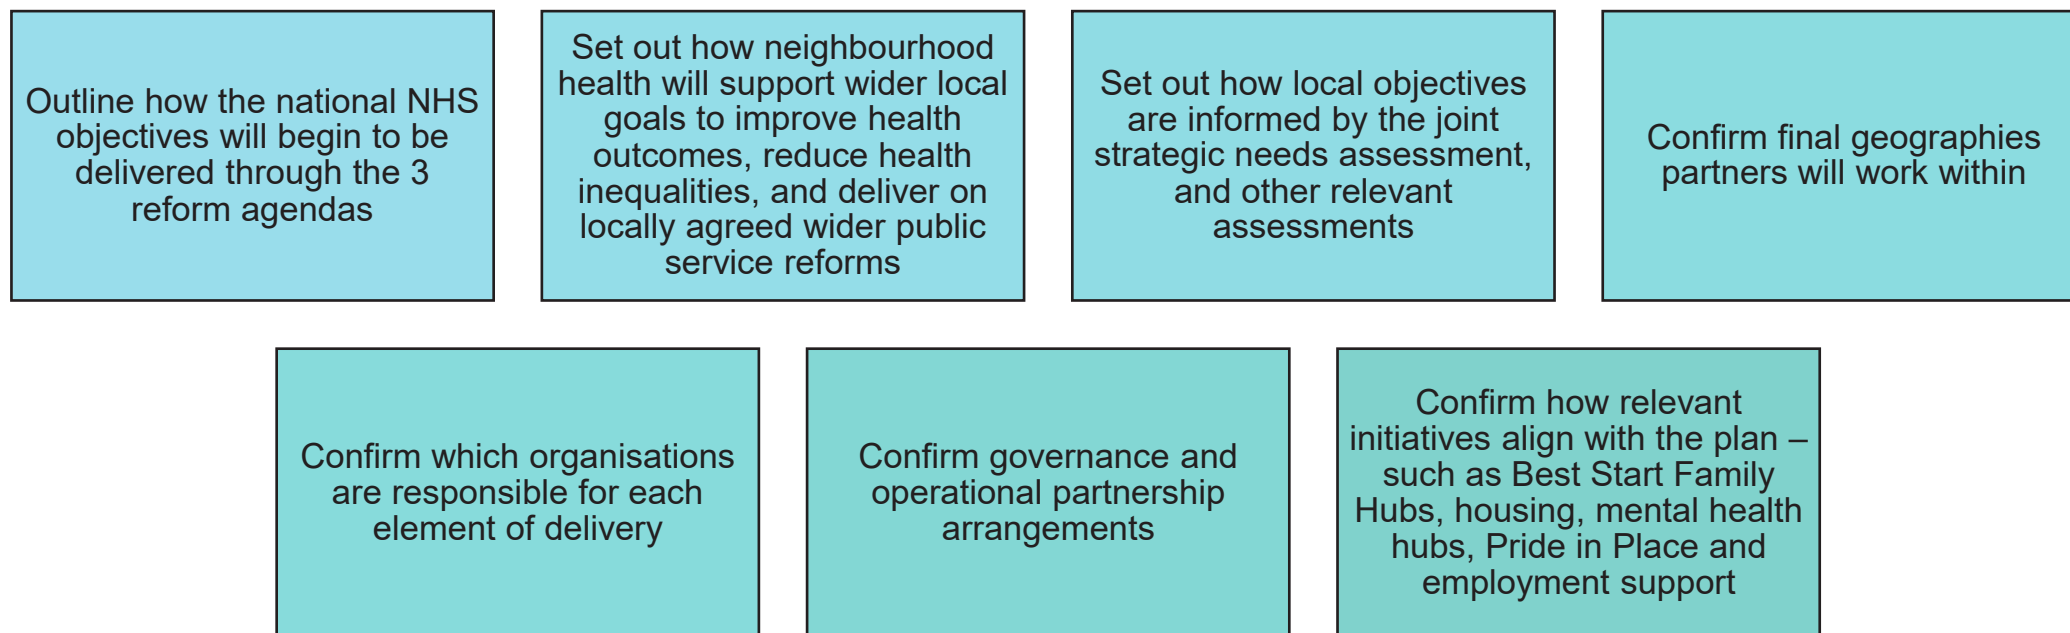 Outline how the national NHS
objectives will begin to be
delivered through the 3
reform agendas
Set out how neighbourhood
health will support wider local
goals to improve health
outcomes, reduce health
inequalities, and deliver on
locally agreed wider public
service reforms
Set out how local objectives
are informed by the joint
strategic needs assessment,
and other relevant
assessments
Confirm final geographies
partners will work within
Confirm which organisations
are responsible for each
element of delivery
Confirm governance and
operational partnership
arrangements
Confirm how relevant
initiatives align with the plan –
such as Best Start Family
Hubs, housing, mental health
hubs, Pride in Place and
employment support